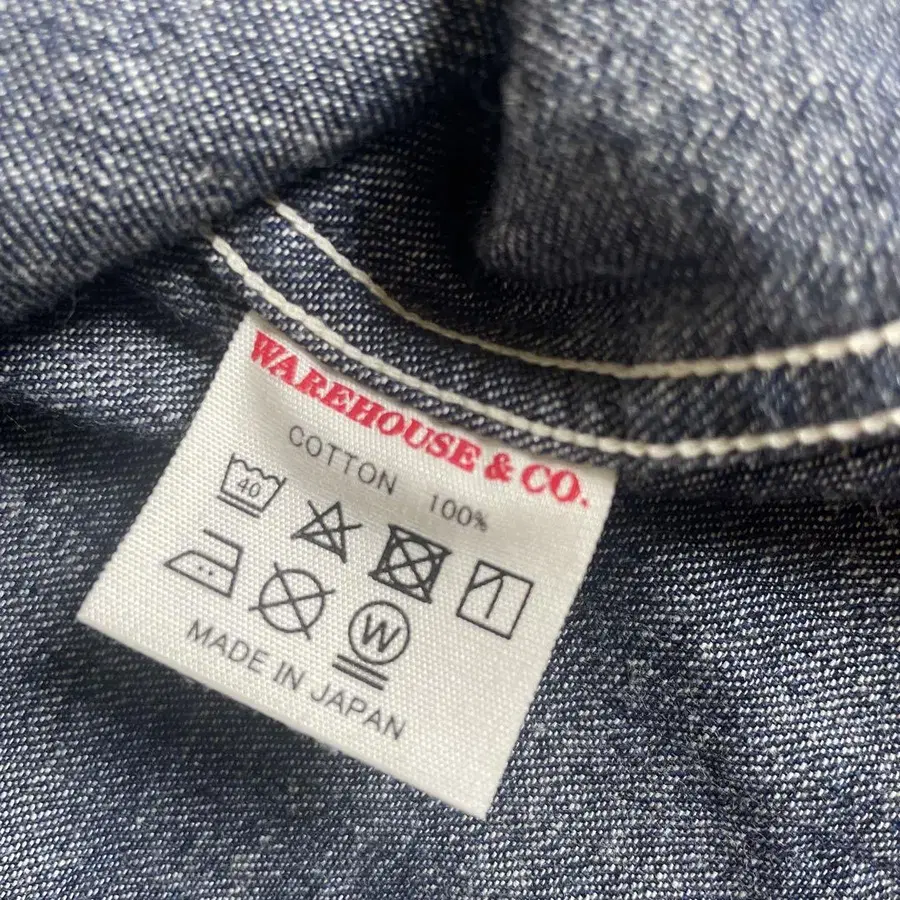 WAREHOUSE & CO.
COTTON 100%
40
W
MADE IN JAPAN